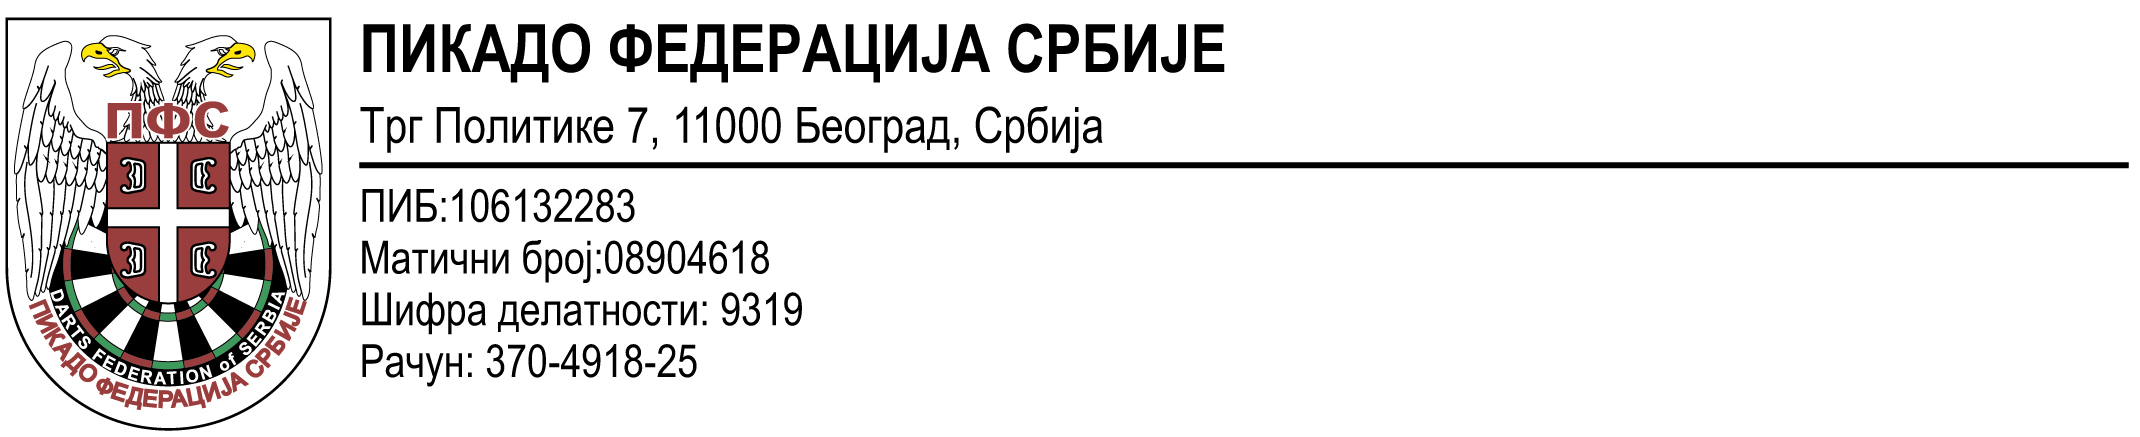 ПИКАДО ФЕДЕРАЦИЈА СРБИЈЕ
Трг Политике 7, 11000 Београд, Србија
ПИБ:106132283
Матични број:08904618
Шифра делатности: 9319
Рачун: 370-4918-25
ПФС
DARTS FEDERATION of SERBIA
ПИКАДО ФЕДЕРАЦИЈА СРБИЈЕ